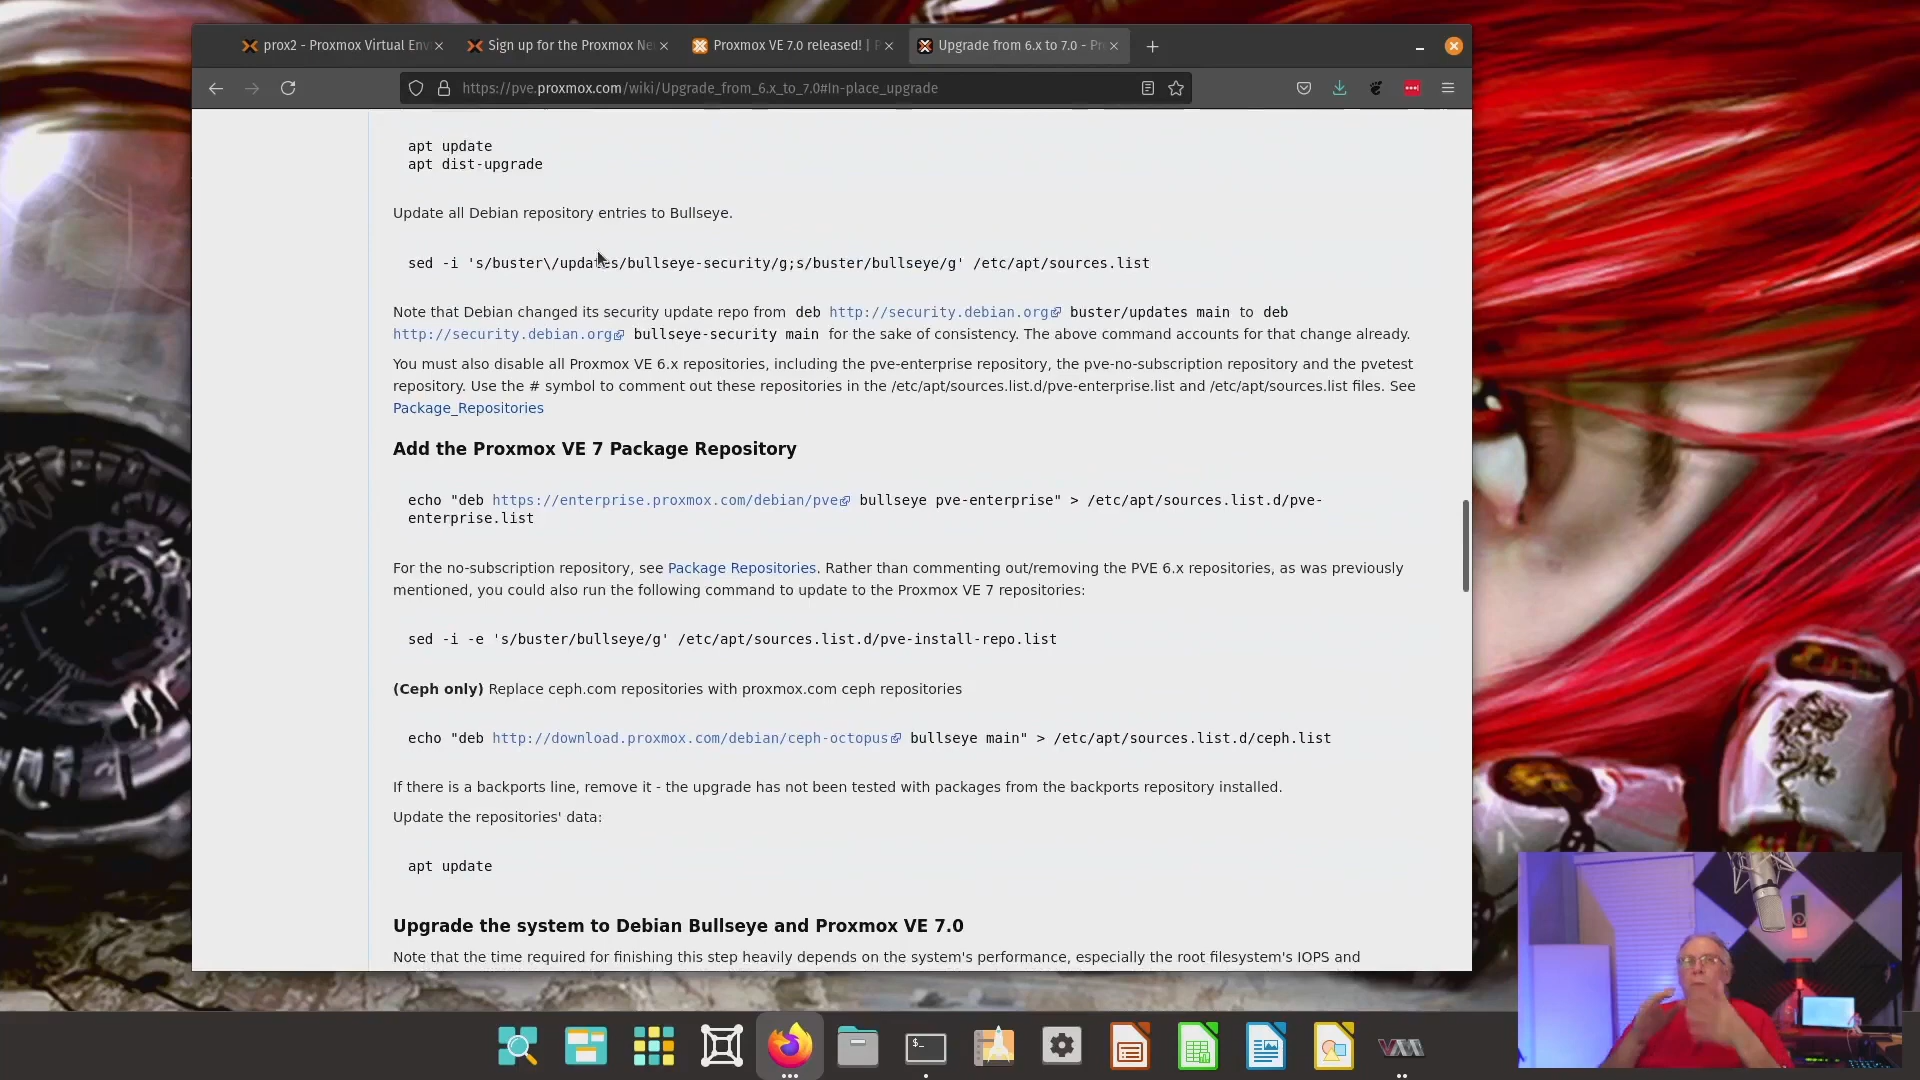 prox2 - Proxmox Virtual Env
Sign up for the Proxmox Ne
Proxmox VE 7.0 released! | P
Upgrade from 6.x to 7.0 - Pr
https://pve.proxmox.com/wiki/Upgrade_from_6.x_to_7.0#In-place_upgrade
apt update
apt dist-upgrade
Update all Debian repository entries to Bullseye.
sed -i 's/buster\/updates/bullseye-security/g;s/buster/bullseye/g' /etc/apt/sources.list
Note that Debian changed its security update repo from deb http://security.debian.org buster/updates main to deb
http://security.debian.org bullseye-security main for the sake of consistency. The above command accounts for that change already.
You must also disable all Proxmox VE 6.x repositories, including the pve-enterprise repository, the pve-no-subscription repository and the pvetest
repository. Use the # symbol to comment out these repositories in the /etc/apt/sources.list.d/pve-enterprise.list and /etc/apt/sources.list files. See
Package_Repositories
Add the Proxmox VE 7 Package Repository
echo "deb https://enterprise.proxmox.com/debian/pve bullseye pve-enterprise" > /etc/apt/sources.list.d/pve-
enterprise.list
For the no-subscription repository, see Package Repositories. Rather than commenting out/removing the PVE 6.x repositories, as was previously
mentioned, you could also run the following command to update to the Proxmox VE 7 repositories:
sed -i -e 's/buster/bullseye/g' /etc/apt/sources.list.d/pve-install-repo.list
(Ceph only) Replace ceph.com repositories with proxmox.com ceph repositories
echo "deb http://download.proxmox.com/debian/ceph-octopus bullseye main" > /etc/apt/sources.list.d/ceph.list
If there is a backports line, remove it - the upgrade has not been tested with packages from the backports repository installed.
Update the repositories' data:
apt update
Upgrade the system to Debian Bullseye and Proxmox VE 7.0
Note that the time required for finishing this step heavily depends on the system's performance, especially the root filesystem's IOPS and